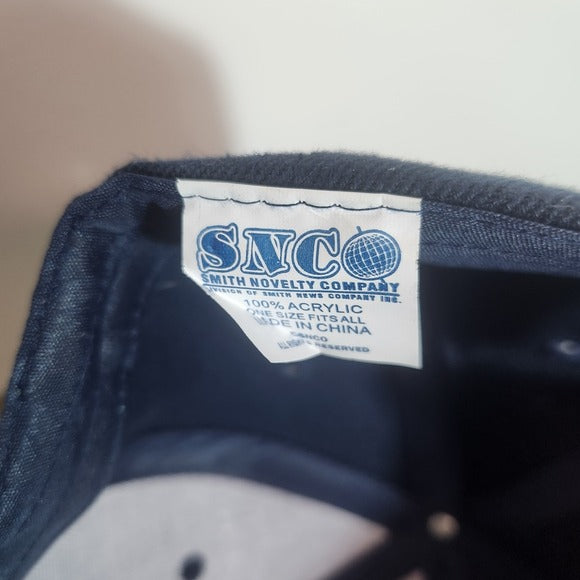 SNCO
SMITH NOVELTY COMPANY
DIVISION OF SMITH NEWS COMPANY INC.
100% ACRYLIC
ONE SIZE FITS ALL
MADE IN CHINA
©SNCO
ALL RIGHTS RESERVED